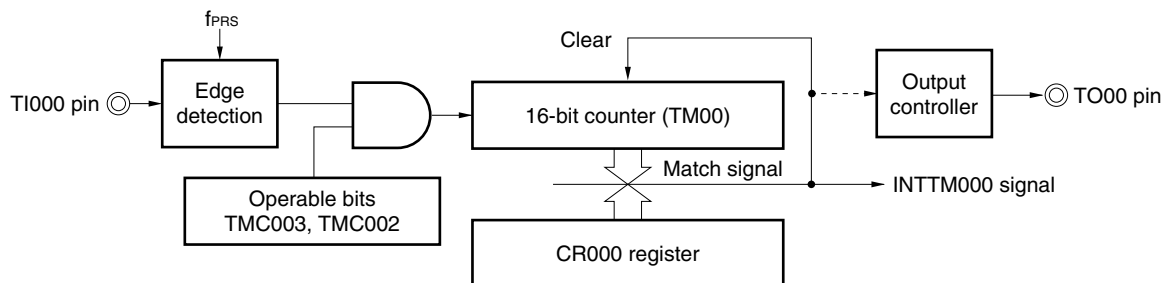 fPRS
Clear
TI000 pin
Edge
detection
16-bit counter (TM00)
Output
controller
TO00 pin
Match signal
INTTM000 signal
Operable bits
TMC003, TMC002
CR000 register